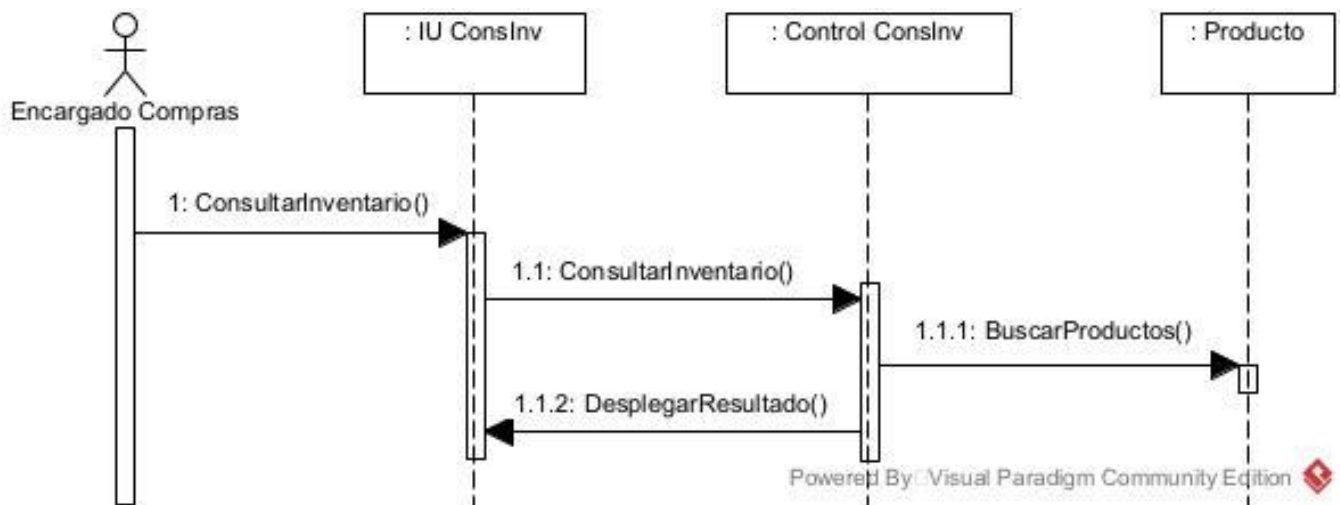 : IU ConsInv
: Control ConsInv
: Producto
Encargado Compras
1: ConsultarInventario()
1.1: ConsultarInventario()
1.1.1: BuscarProductos()
1.1.2: DesplegarResultado()
Powered By Visual Paradigm Community Edition